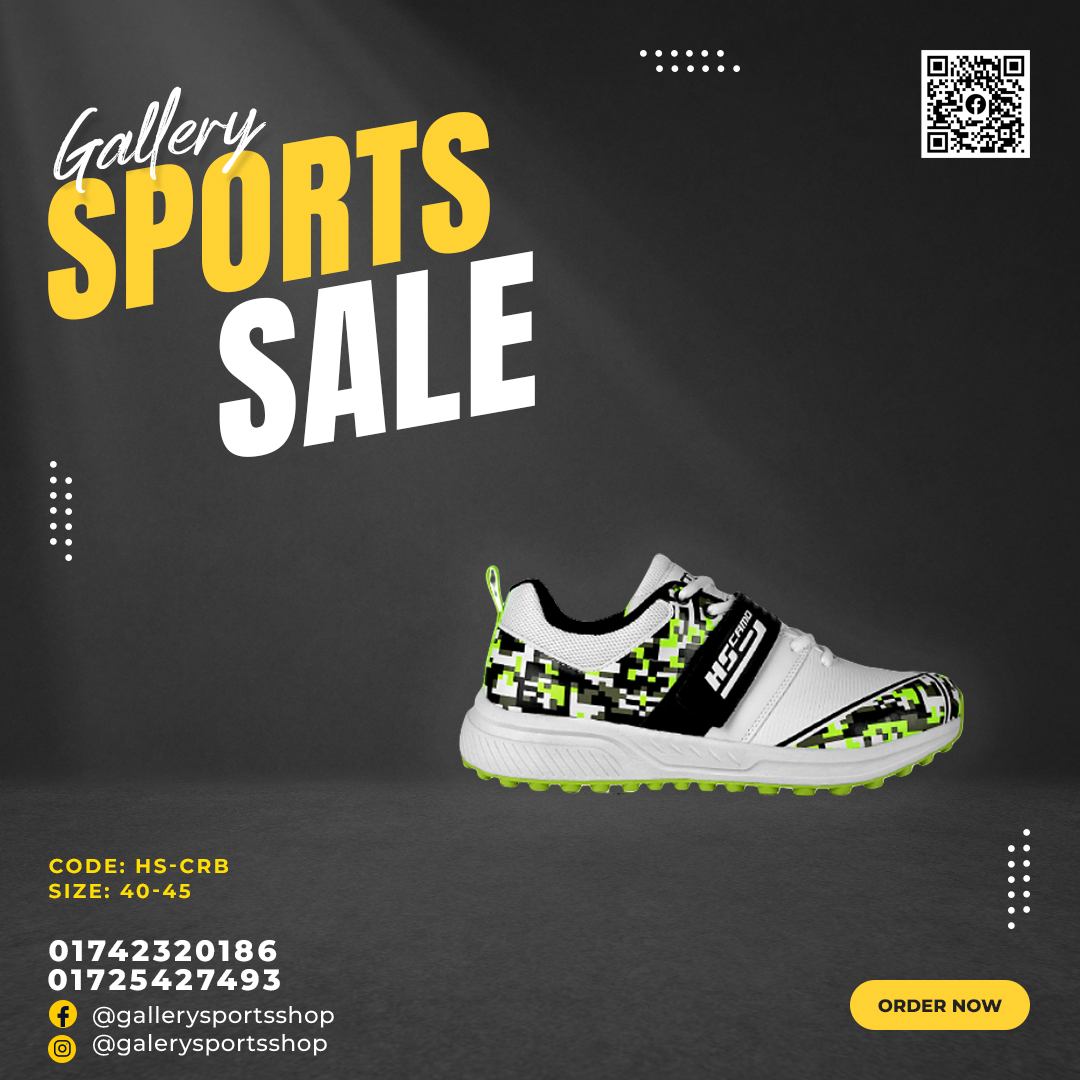 Gallery
SPORTS
SALE
HS CAMO
CODE: HS-CRB
SIZE: 40-45
01742320186
01725427493
@gallerysportsshop
@galerysportsshop
ORDER NOW